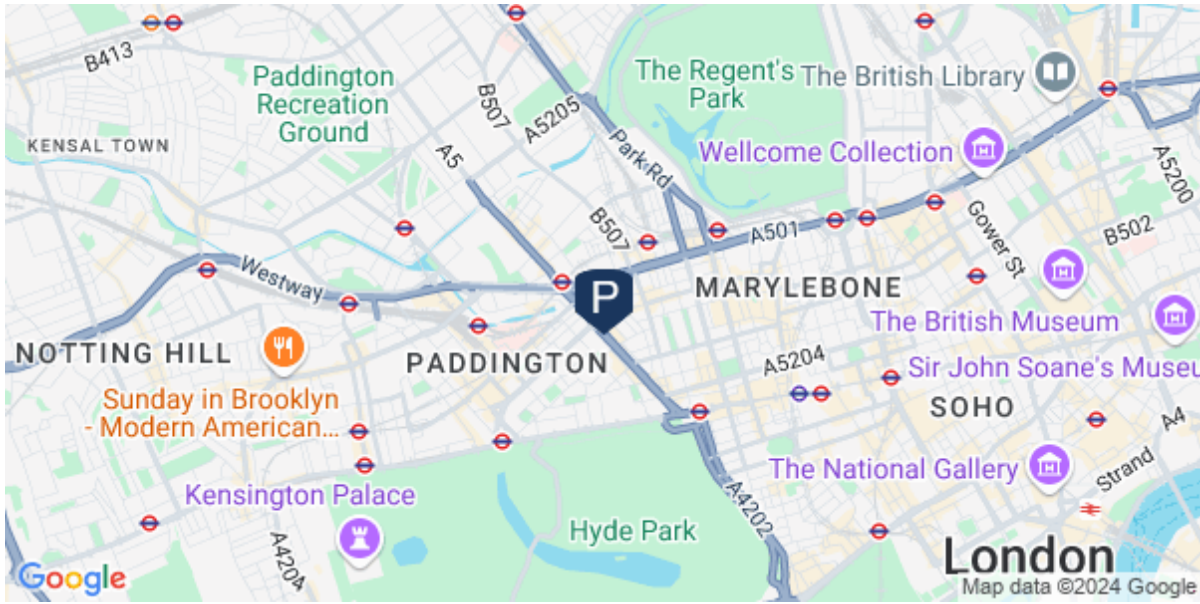 B413
Paddington
Recreation
Ground
B507
A5205
The Regent's
Park
The British Library
KENSAL TOWN
A5
Park Rd
Wellcome Collection
A5200
B507
A501
Gower St
B502
Westway
P
MARYLEBONE
The British Museum
NOTTING HILL
PADDINGTON
A5204
Sir John Soane's Museu
Sunday in Brooklyn
- Modern American...
SOHO
A4
The National Gallery
Strand
Kensington Palace
A4202
Hyde Park
A4204
London
Google
Map data ©2024 Google